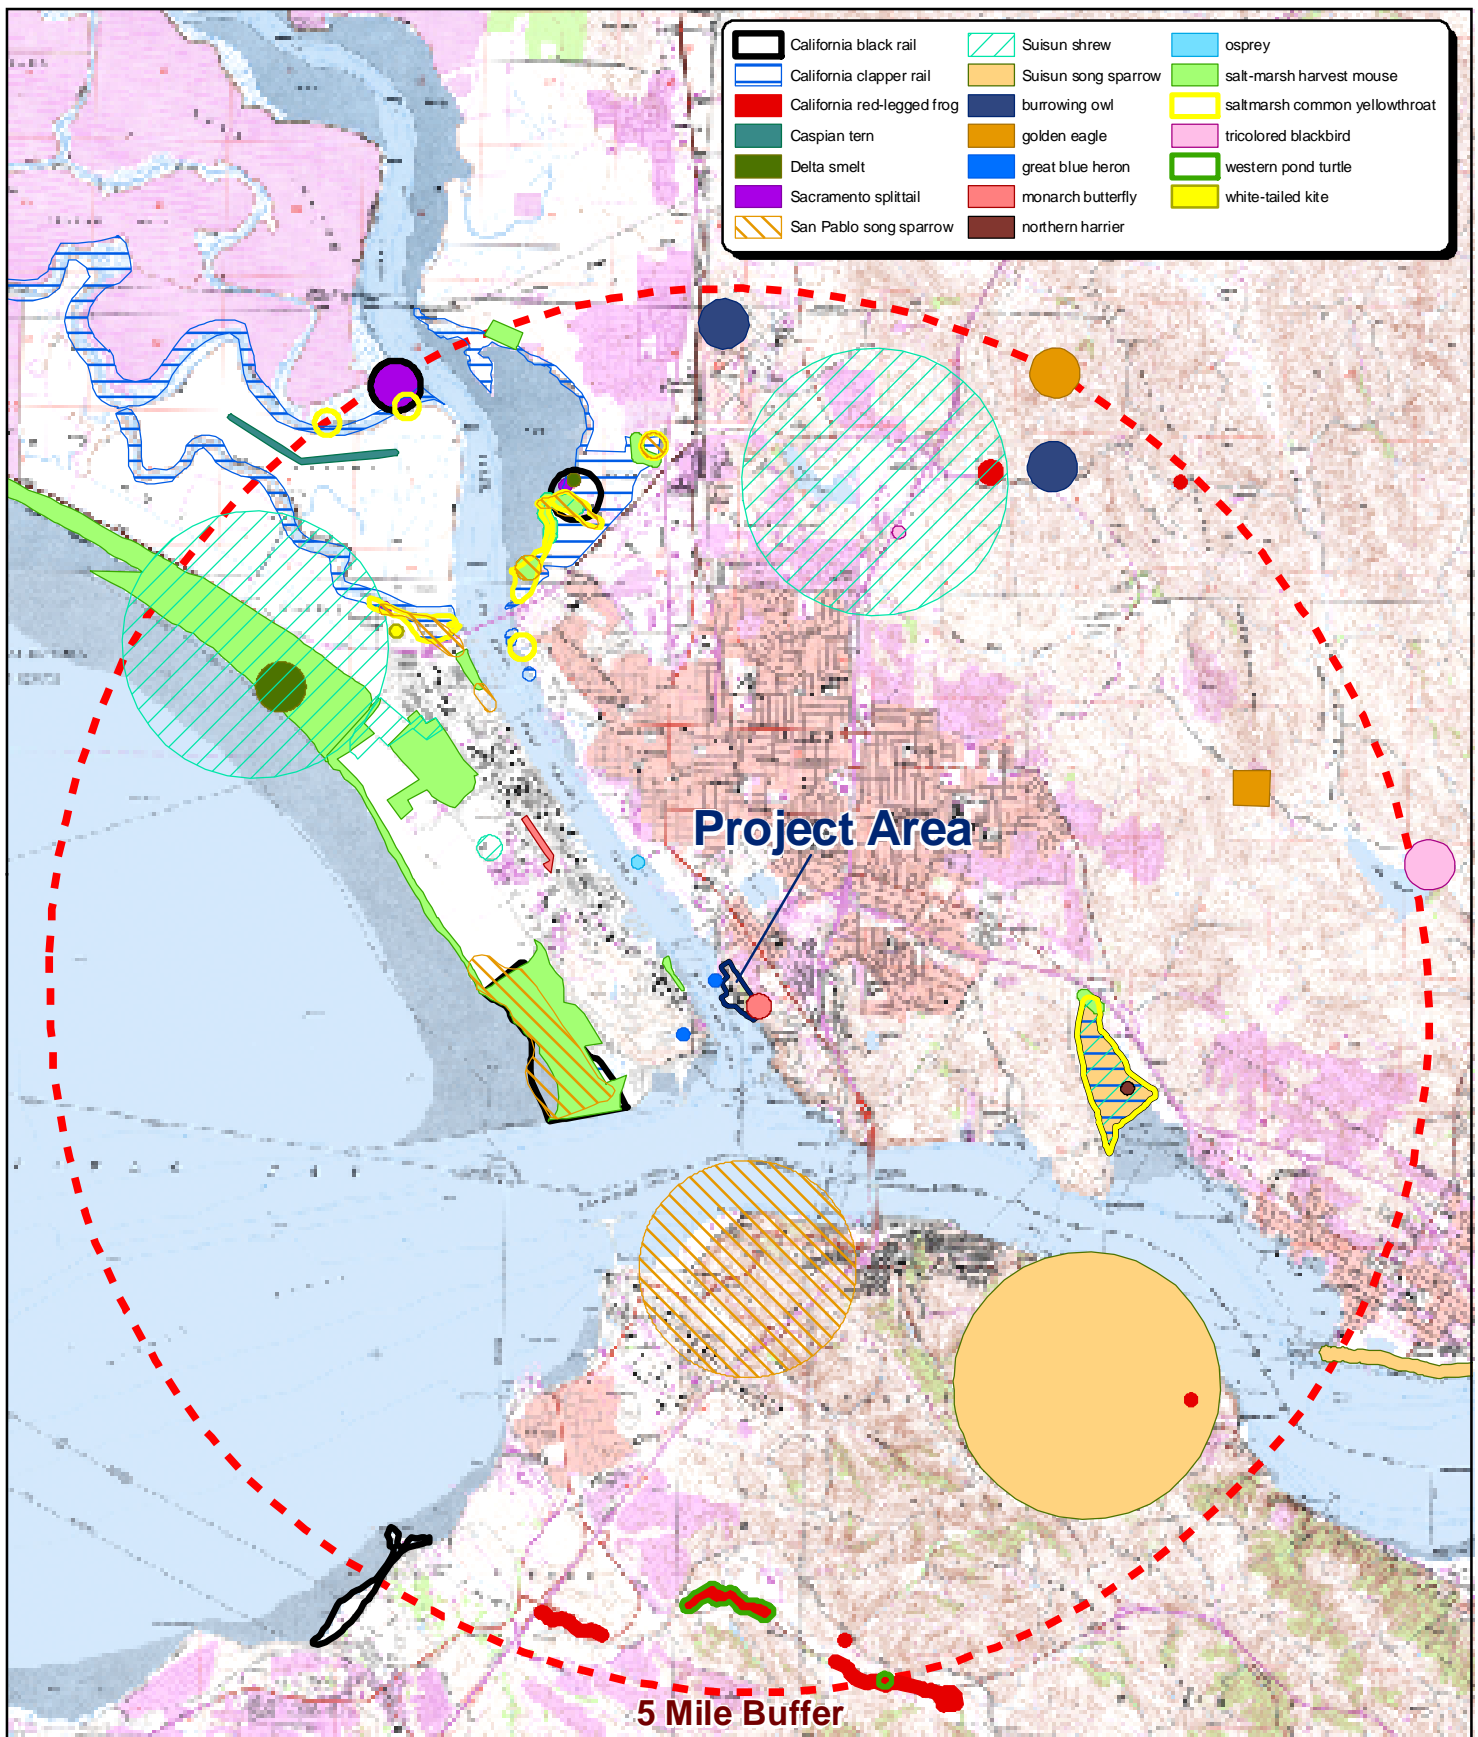 California black rail
California clapper rail
California red-legged frog
Caspian tern
Delta smelt
Sacramento splittail
San Pablo song sparrow
Suisun shrew
Suisun song sparrow
burrowing owl
golden eagle
great blue heron
monarch butterfly
northern harrier
osprey
salt-marsh harvest mouse
saltmarsh common yellowthroat
tricolored blackbird
western pond turtle
white-tailed kite
Project Area
5 Mile Buffer